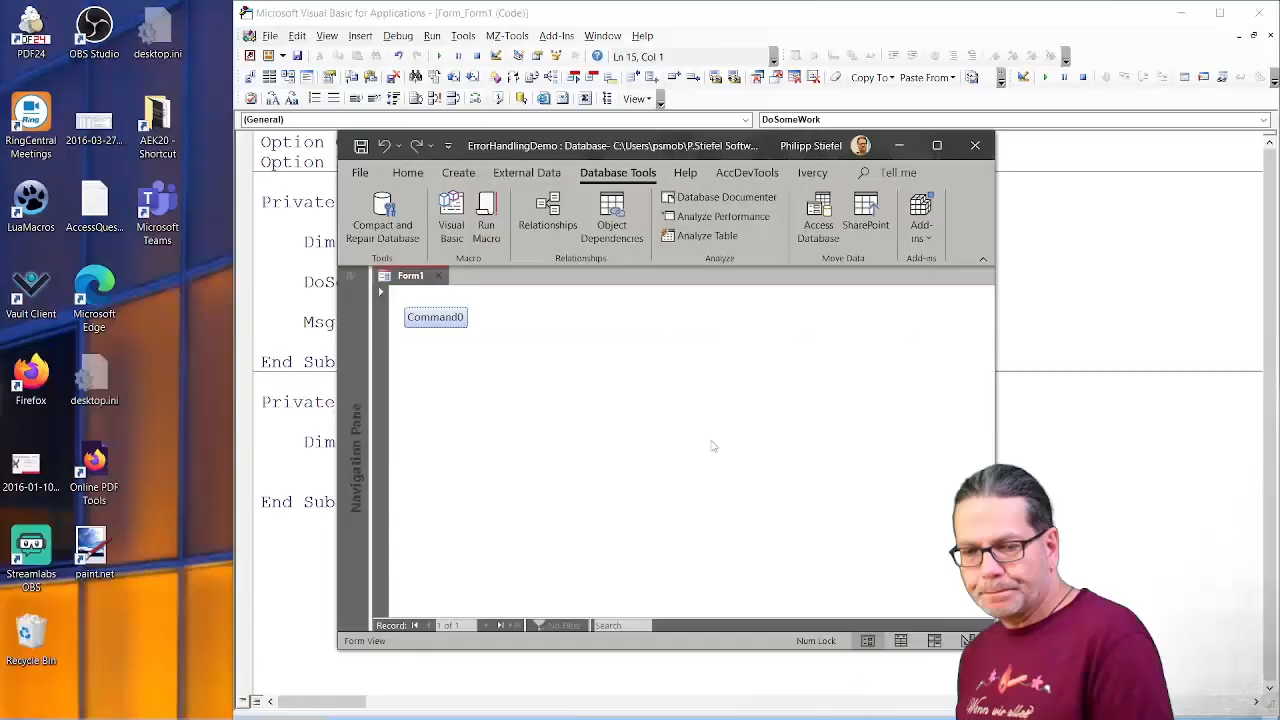 PDF24
OBS Studio
desktop.ini
RingCentral Meetings
2016-03-27...
AEK20 - Shortcut
AccessQues...
Microsoft Teams
Vault Client
Microsoft Edge
Firefox
desktop.ini
2016-01-10...
Online PDF Tools
Streamlabs OBS
paint.net
Recycle Bin
Microsoft Visual Basic for Applications - [Form_Form1 (Code)]
File Edit View Insert Debug Run Tools MZ-Tools Add-Ins Window Help
Ln 15, Col 1
Copy To Paste From
View
(General)
DoSomeWork
Option
Option
Private
Dim
DoS
Msg
End Sub
Private
Dim
End Sub
ErrorHandlingDemo : Database- C:\Users\psmob\P.Stiefel Softw...
Philipp Stiefel
File Home Create External Data Database Tools Help AccDevTools Ivercy Tell me
Compact and Repair Database
Tools
Visual Basic
Run Macro
Macro
Relationships
Object Dependencies
Relationships
Database Documenter
Analyze Performance
Analyze Table
Analyze
Access Database
SharePoint
Move Data
Add-ins
Add-ins
Form1
Command0
Navigation Pane
Record: 1 of 1 No Filter Search
Form View
Num Lock
Wenn wir alles